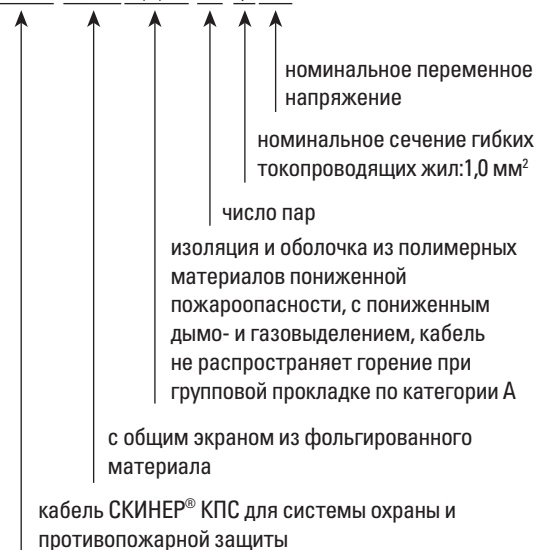 номинальное переменное
напряжение
номинальное сечение гибких
токопроводящих жил:1,0 мм²
число пар
изоляция и оболочка из полимерных
материалов пониженной
пожароопасности, с пониженным
дымо- и газовыделением, кабель
не распространяет горение при
групповой прокладке по категории А
с общим экраном из фольгированного
материала
кабель СКИНЕР® КПС для системы охраны и
противопожарной защиты